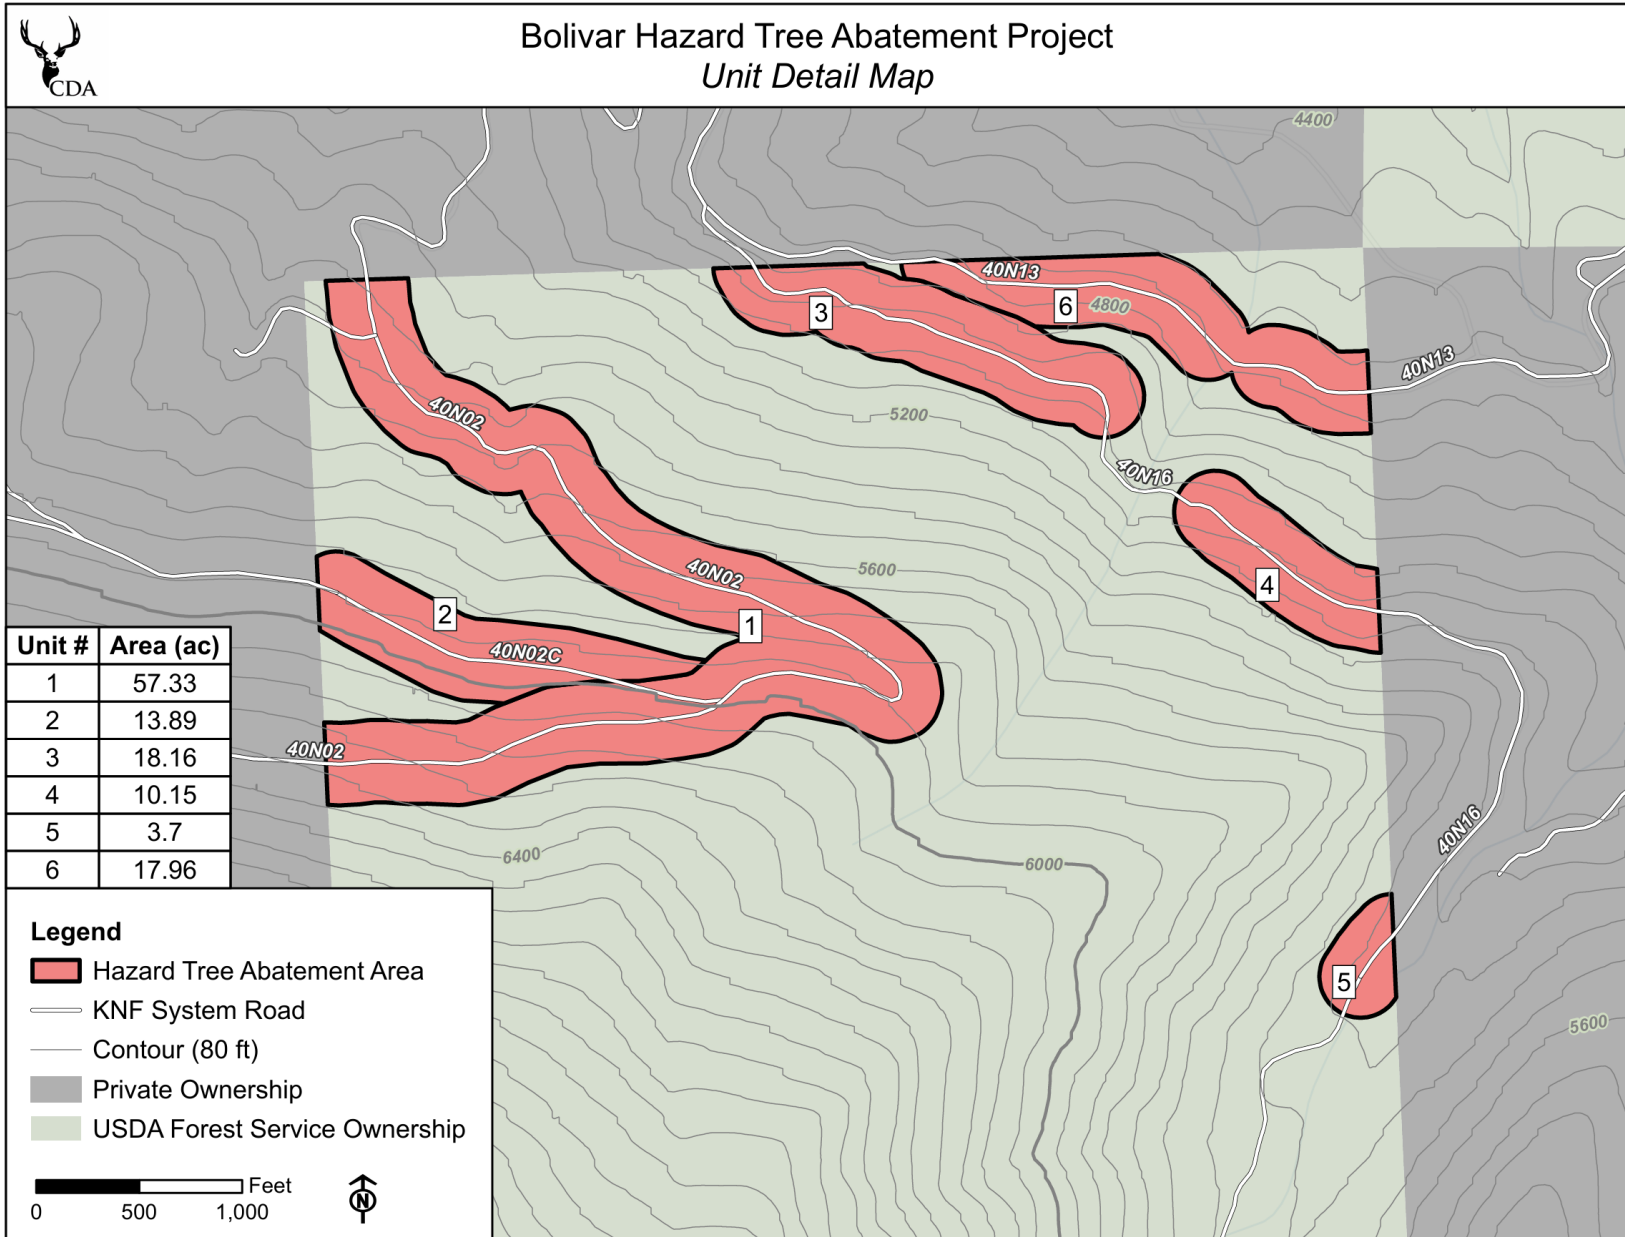 CDA
Bolivar Hazard Tree Abatement Project
Unit Detail Map
4400
40N13
6
4800
3
40N13
40N02
5200
40N16
40N02
5600
4
2
1
40N02C
Unit # Area (ac)
1 57.33
2 13.89
3 18.16
4 10.15
5 3.7
6 17.96
40N02
6400
6000
40N16
5
5600
Legend
Hazard Tree Abatement Area
KNF System Road
Contour (80 ft)
Private Ownership
USDA Forest Service Ownership
Feet
0 500 1,000
N